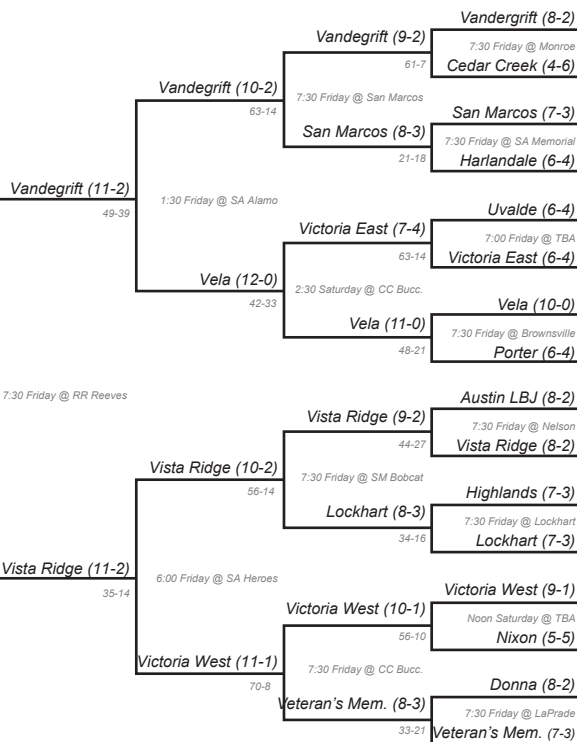 Vandergrift (8-2)
7:30 Friday @ Monroe
Vandegrift (9-2)
61-7
Cedar Creek (4-6)
Vandegrift (10-2)
63-14
7:30 Friday @ San Marcos
San Marcos (7-3)
San Marcos (8-3)
21-18
7:30 Friday @ SA Memorial
Harlandale (6-4)
Vandegrift (11-2)
49-39
1:30 Friday @ SA Alamo
Uvalde (6-4)
Victoria East (7-4)
63-14
7:00 Friday @ TBA
Victoria East (6-4)
Vela (12-0)
42-33
2:30 Saturday @ CC Bucc.
Vela (10-0)
Vela (11-0)
48-21
7:30 Friday @ Brownsville
Porter (6-4)
7:30 Friday @ RR Reeves
Austin LBJ (8-2)
Vista Ridge (9-2)
44-27
7:30 Friday @ Nelson
Vista Ridge (8-2)
Vista Ridge (10-2)
56-14
7:30 Friday @ SM Bobcat
Highlands (7-3)
Lockhart (8-3)
34-16
7:30 Friday @ Lockhart
Lockhart (7-3)
Vista Ridge (11-2)
35-14
6:00 Friday @ SA Heroes
Victoria West (9-1)
Victoria West (10-1)
56-10
Noon Saturday @ TBA
Nixon (5-5)
Victoria West (11-1)
70-8
7:30 Friday @ CC Bucc.
Donna (8-2)
Veteran's Mem. (8-3)
33-21
7:30 Friday @ LaPrade
Veteran's Mem. (7-3)